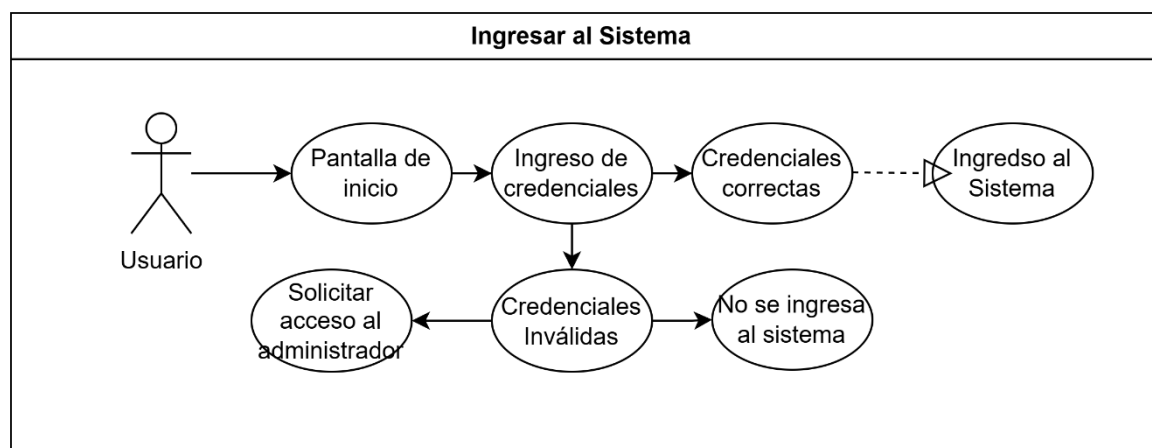 Ingresar al Sistema
Pantalla de
inicio
Ingreso de
credenciales
Credenciales
correctas
Ingredso al
Sistema
Usuario
Solicitar
acceso al
administrador
Credenciales
Inválidas
No se ingresa
al sistema